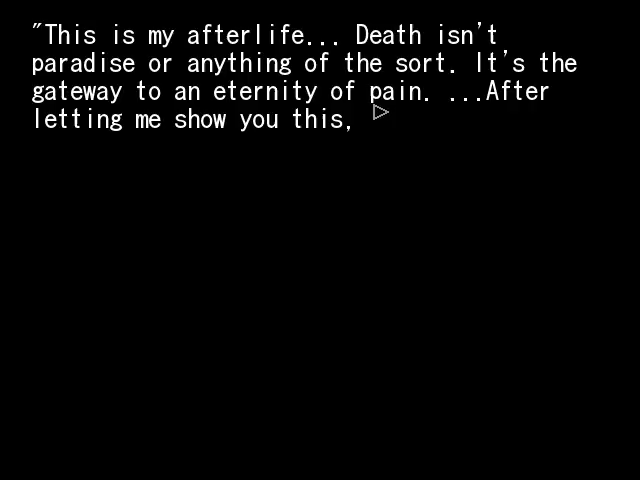 "This is my afterlife... Death isn't
paradise or anything of the sort. It's the
gateway to an eternity of pain. ...After
letting me show you this,